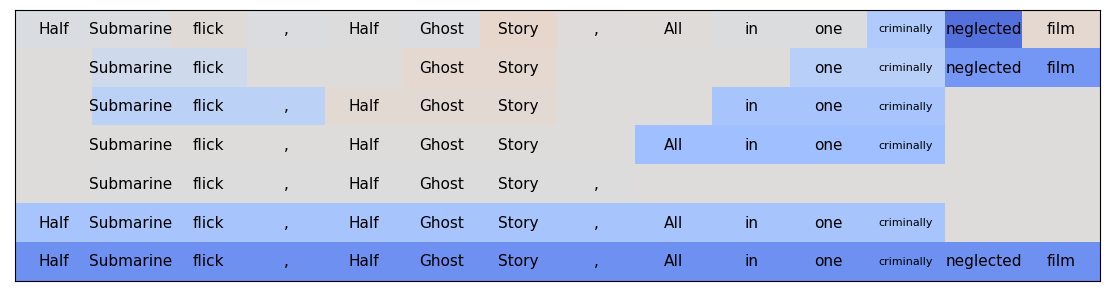 Half Submarine flick , Half Ghost Story , All in one criminally neglected film
Submarine flick Ghost Story one criminally neglected film
Submarine flick , Half Ghost Story in one criminally
Submarine flick , Half Ghost Story All in one criminally
Submarine flick , Half Ghost Story ,
Half Submarine flick , Half Ghost Story , All in one criminally
Half Submarine flick , Half Ghost Story , All in one criminally neglected film